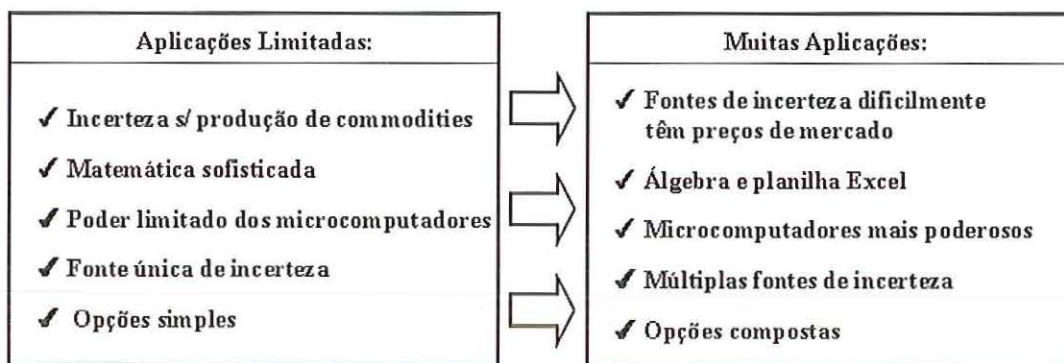 Aplicações Limitadas:
✓ Incerteza s/ produção de commodities
✓ Matemática sofisticada
✓ Poder limitado dos microcomputadores
✓ Fonte única de incerteza
✓ Opções simples
Muitas Aplicações:
✓ Fontes de incerteza dificilmente
têm preços de mercado
✓ Álgebra e planilha Excel
✓ Microcomputadores mais poderosos
✓ Múltiplas fontes de incerteza
✓ Opções compostas